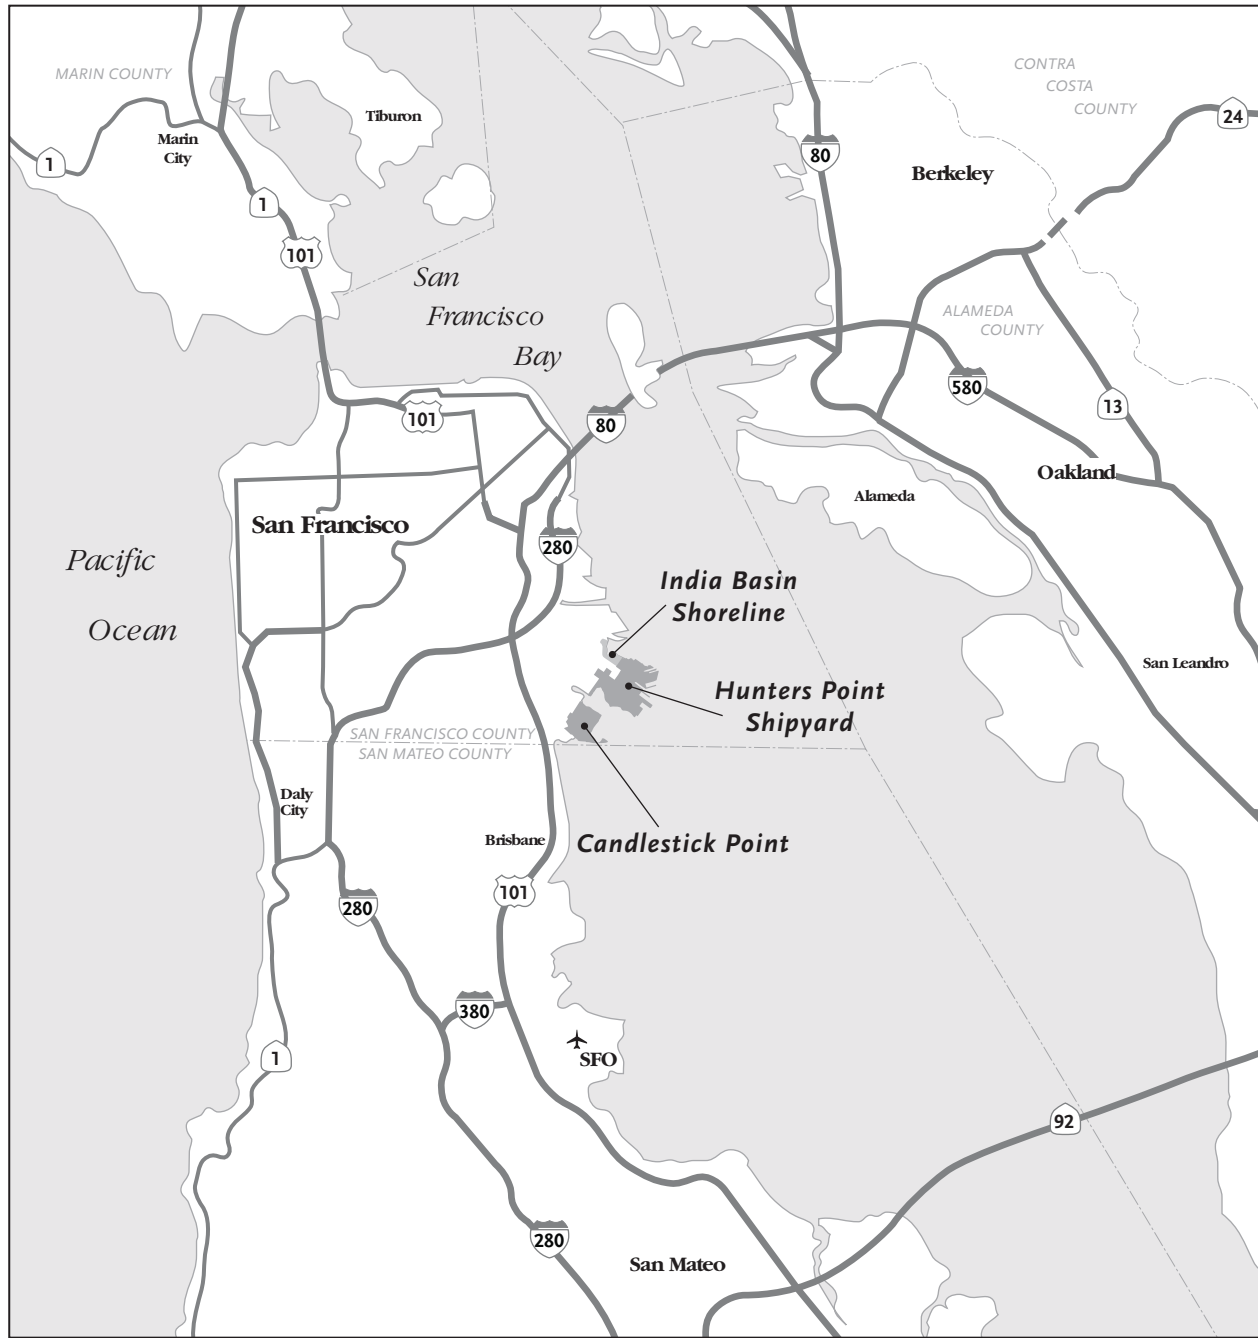 MARIN COUNTY
CONTRA
COSTA
COUNTY
Tiburon
24
Marin
City
80
1
Berkeley
1
101
San
Francisco
Bay
ALAMEDA
COUNTY
580
13
101
80
Oakland
Alameda
San Francisco
280
Pacific
Ocean
India Basin
Shoreline
San Leandro
Hunters Point
Shipyard
SAN FRANCISCO COUNTY
SAN MATEO COUNTY
Daly
City
Brisbane
Candlestick Point
101
280
380
SFO
1
92
280
San Mateo